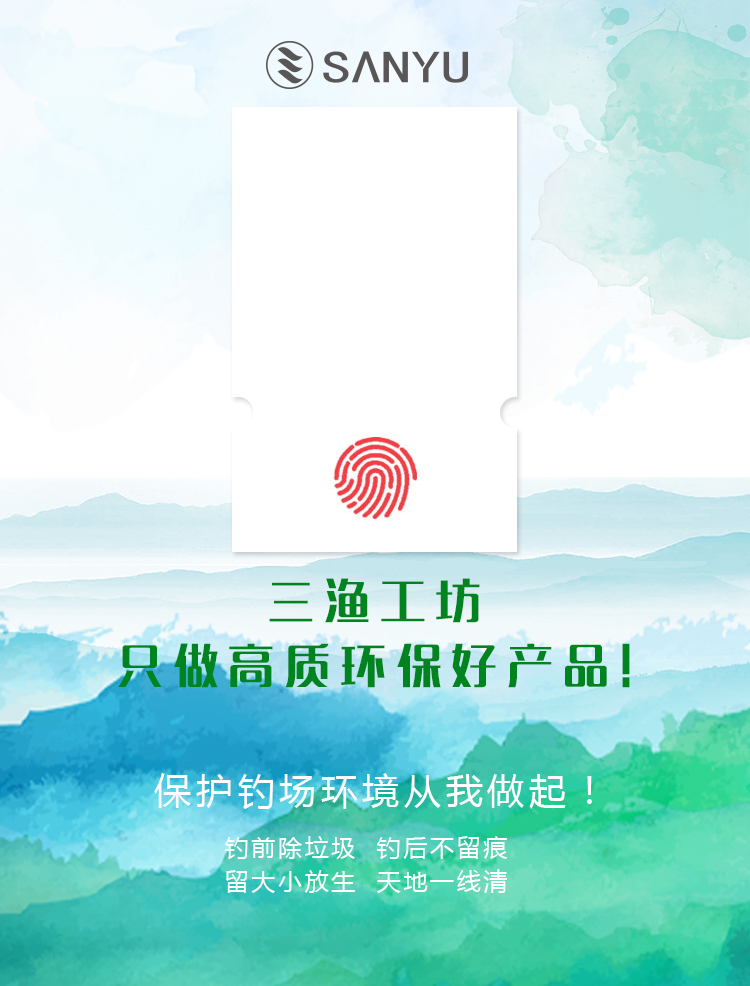 SANYU
三渔工坊
只做高质环保好产品!
保护钓场环境从我做起！
钓前除垃圾 钓后不留痕
留大小放生 天地一线清